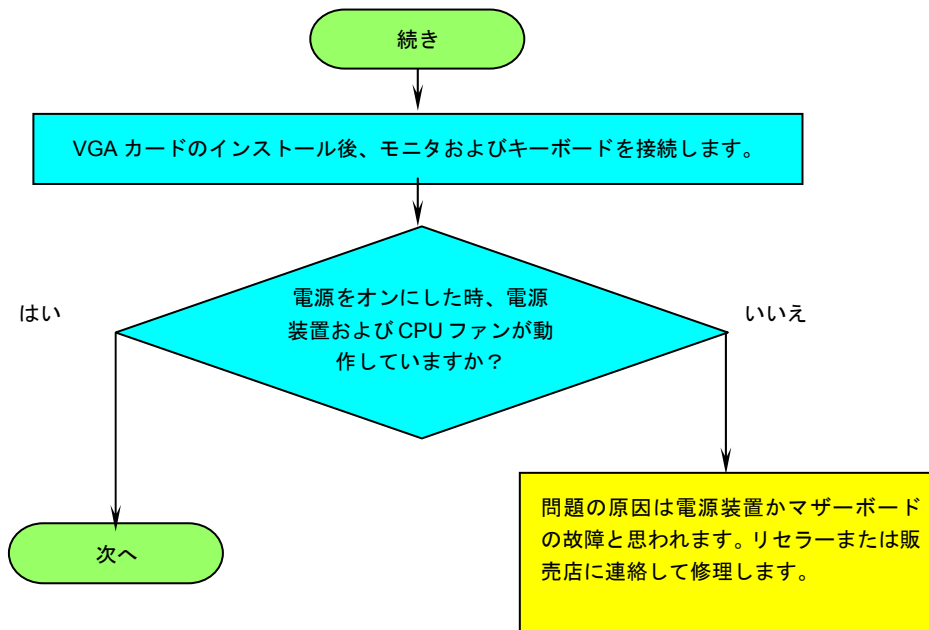 続き
VGA カードのインストール後、モニタおよびキーボードを接続します。
電源をオンにした時、電源
装置および CPU ファンが動
作していますか？
はい
いいえ
次へ
問題の原因は電源装置かマザーボード
の故障と思われます。リセラーまたは販
売店に連絡して修理します。